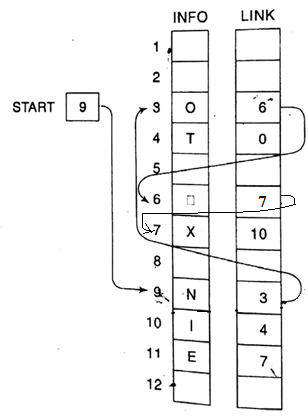 INFO LINK
1
2
START 9 3 O 6
4 T 0
5
6 □ 7
7 X 10
8
9 N 3
10 I 4
11 E 7
12